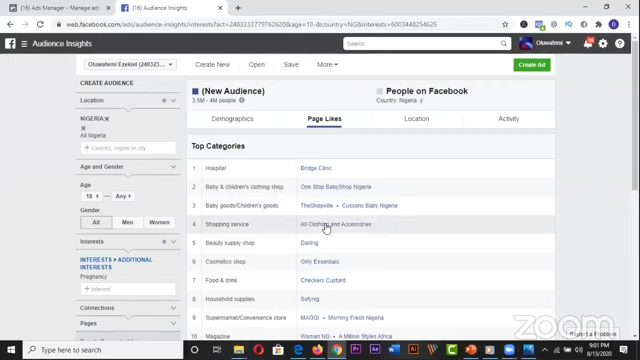 (16) Ads Manager - Manage ads
(16) Audience Insights
web.facebook.com/ads/audience-insights/interests?act=2403237797620&age=18-&country=NG&interests=6003448254625
Audience Insights
Search
Oluwafemi
Oluwafemi Ezekiel (240323...
Create New
Open
Save
More
Create Ad
CREATE AUDIENCE
(New Audience)
3.5M - 4M people
People on Facebook
Country: Nigeria
Location
NIGERIA
All Nigeria
+ Country, region or city
Age and Gender
Age
18
Any
Gender
All
Men
Women
Interests
INTERESTS > ADDITIONAL
INTERESTS
Pregnancy
+ Interest
Connections
Pages
Demographics
Page Likes
Location
Activity
Top Categories
1 Hospital Bridge Clinic
2 Baby & children's clothing shop One Stop BabyShop Nigeria
3 Baby goods/Children's goods TheShopville • Cussons Baby Nigeria
4 Shopping service All Clothing and Accessories
5 Beauty supply shop Darling
6 Cosmetics shop Girly Essentials
7 Food & drink Checkers Custard
8 Household supplies Sofynig
9 Supermarket/Convenience store MAGGI • Morning Fresh Nigeria
10 Magazine Woman.NG • A Million Styles Africa
Report a Problem
zoom
Type here to search
9:01 PM
8/13/2020